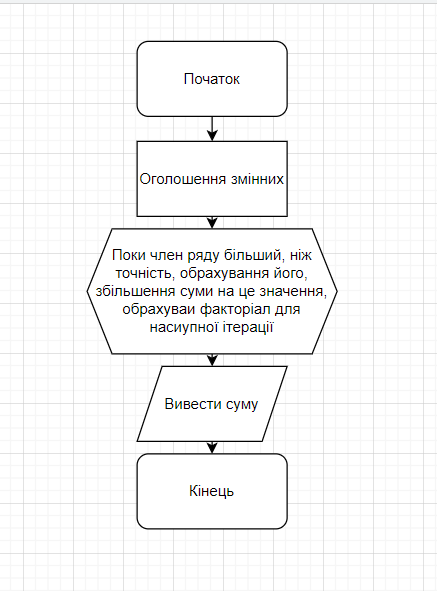 Початок
Оголошення змінних
Поки член ряду більший, ніж
точність, обрахування його,
збільшення суми на це значення,
обрахуваи факторіал для
насиупної ітерації
Вивести суму
Кінець